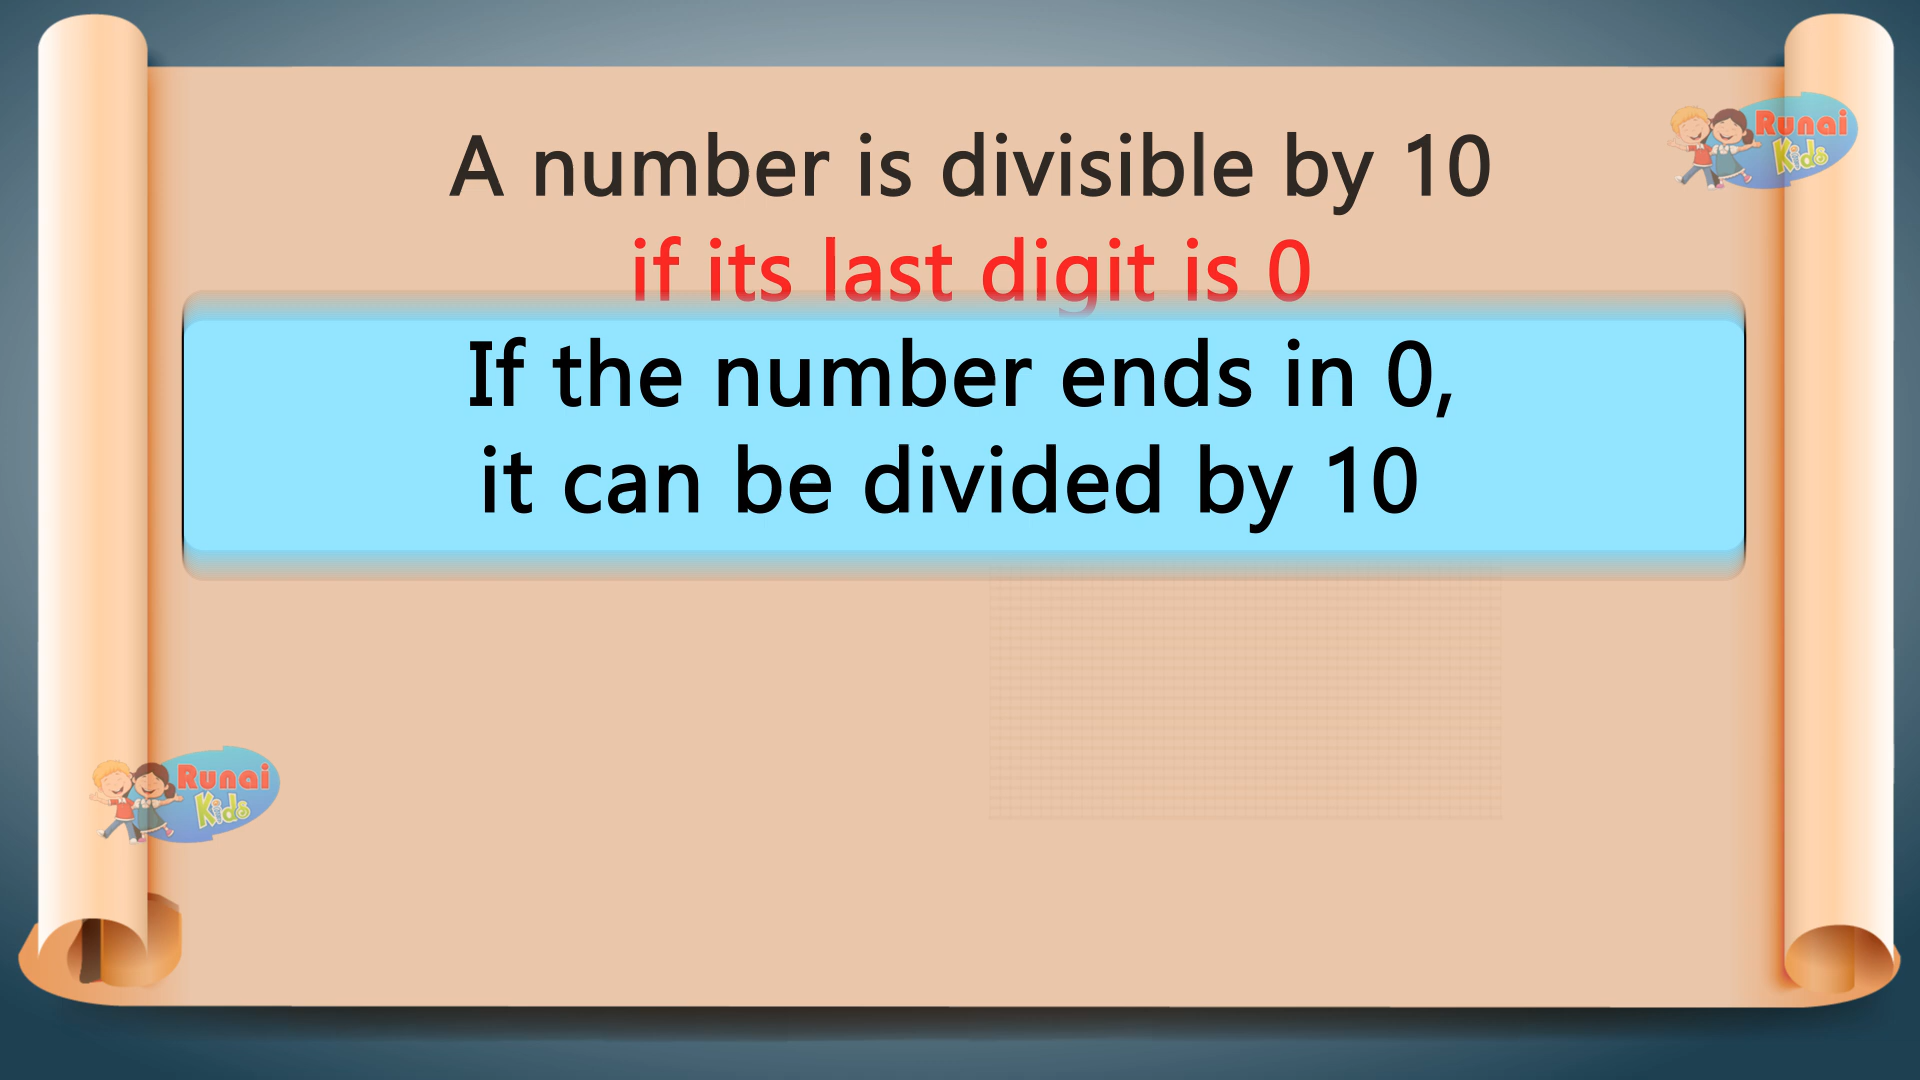 A number is divisible by 10
if its last digit is 0
If the number ends in 0,
it can be divided by 10
Runai
Kids
Runai
Kids